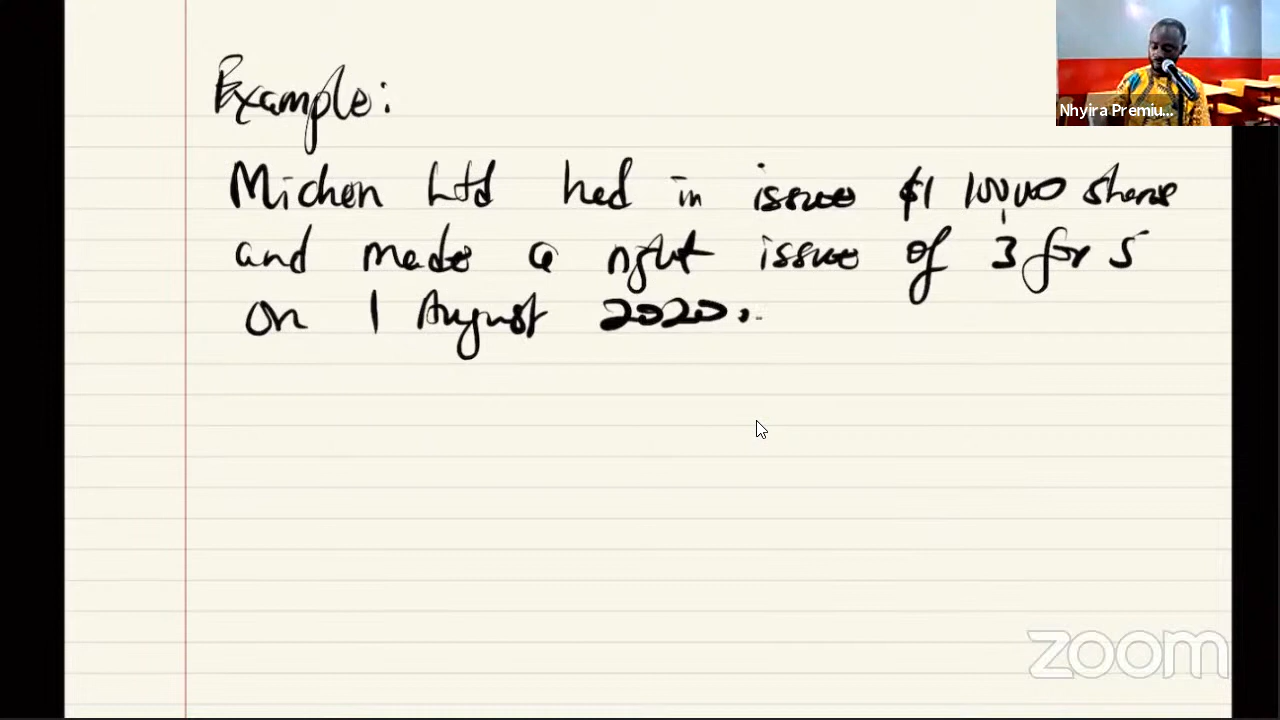 Example:
Michen Ltd had in issue $1 10,000 shares
and made a right issue of 3 for 5
on 1 August 2020.
Nhyira Premiu...
zoom